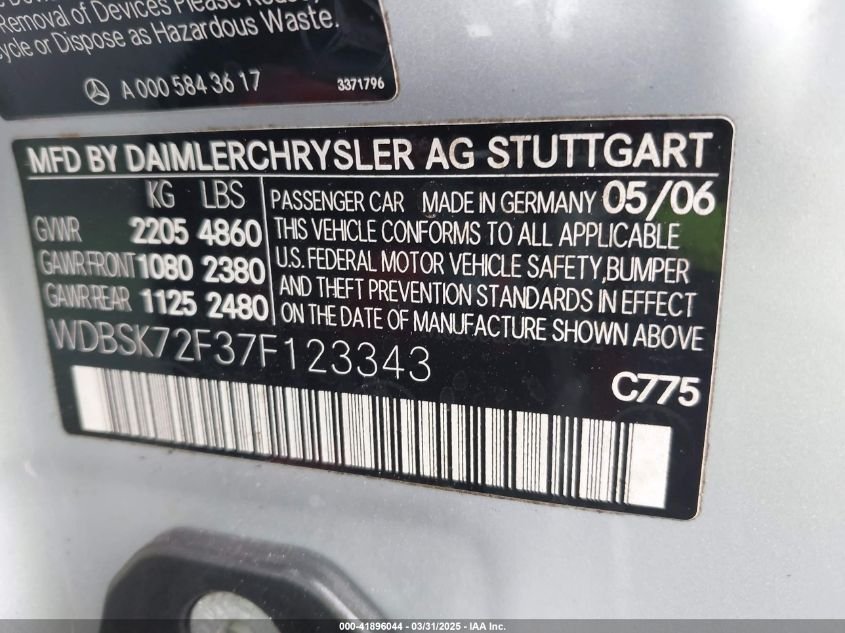 Removal of Devices Please
cycle or Dispose as Hazardous Waste.
A 000 584 36 17
3371796
MFD BY DAIMLERCHRYSLER AG STUTTGART
KG LBS
GVWR 2205 4860
GAWR FRONT 1080 2380
GAWR REAR 1125 2480
PASSENGER CAR MADE IN GERMANY 05/06
THIS VEHICLE CONFORMS TO ALL APPLICABLE
U.S. FEDERAL MOTOR VEHICLE SAFETY, BUMPER
AND THEFT PREVENTION STANDARDS IN EFFECT
ON THE DATE OF MANUFACTURE SHOWN ABOVE
WDBSK72F37F123343
C775
000-41896044 - 03/31/2025 - IAA Inc.